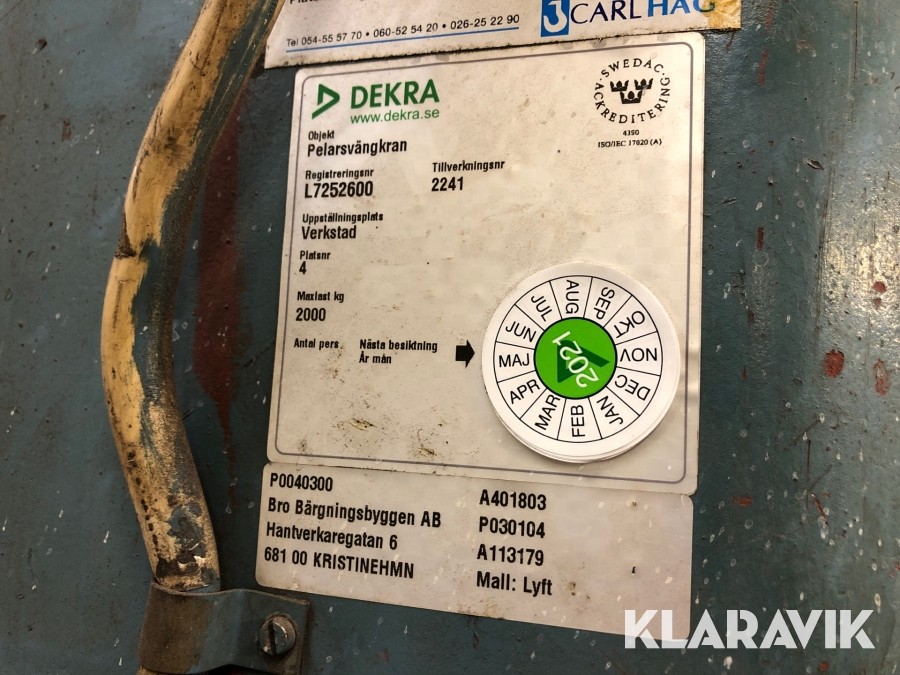 CARL HAG
Tel 054-55 57 70 • 060-52 54 20 • 026-25 22 90
DEKRA
www.dekra.se
SWEDAC
ACKREDITERING
4350
ISO/IEC 17020 (A)
Objekt
Pelarsvängkran
Registreringsnr
L7252600
Tillverkningsnr
2241
Uppställningsplats
Verkstad
Platsnr
4
Maxlast kg
2000
Antal pers.
Nästa besiktning
År mån
JAN
FEB
MAR
APR
MAJ
JUN
JUL
AUG
SEP
OKT
NOV
DEC
2021
P0040300
Bro Bärgningsbyggen AB
Hantverkaregatan 6
681 00 KRISTINEHMN
A401803
P030104
A113179
Mall: Lyft
KLARAVIK